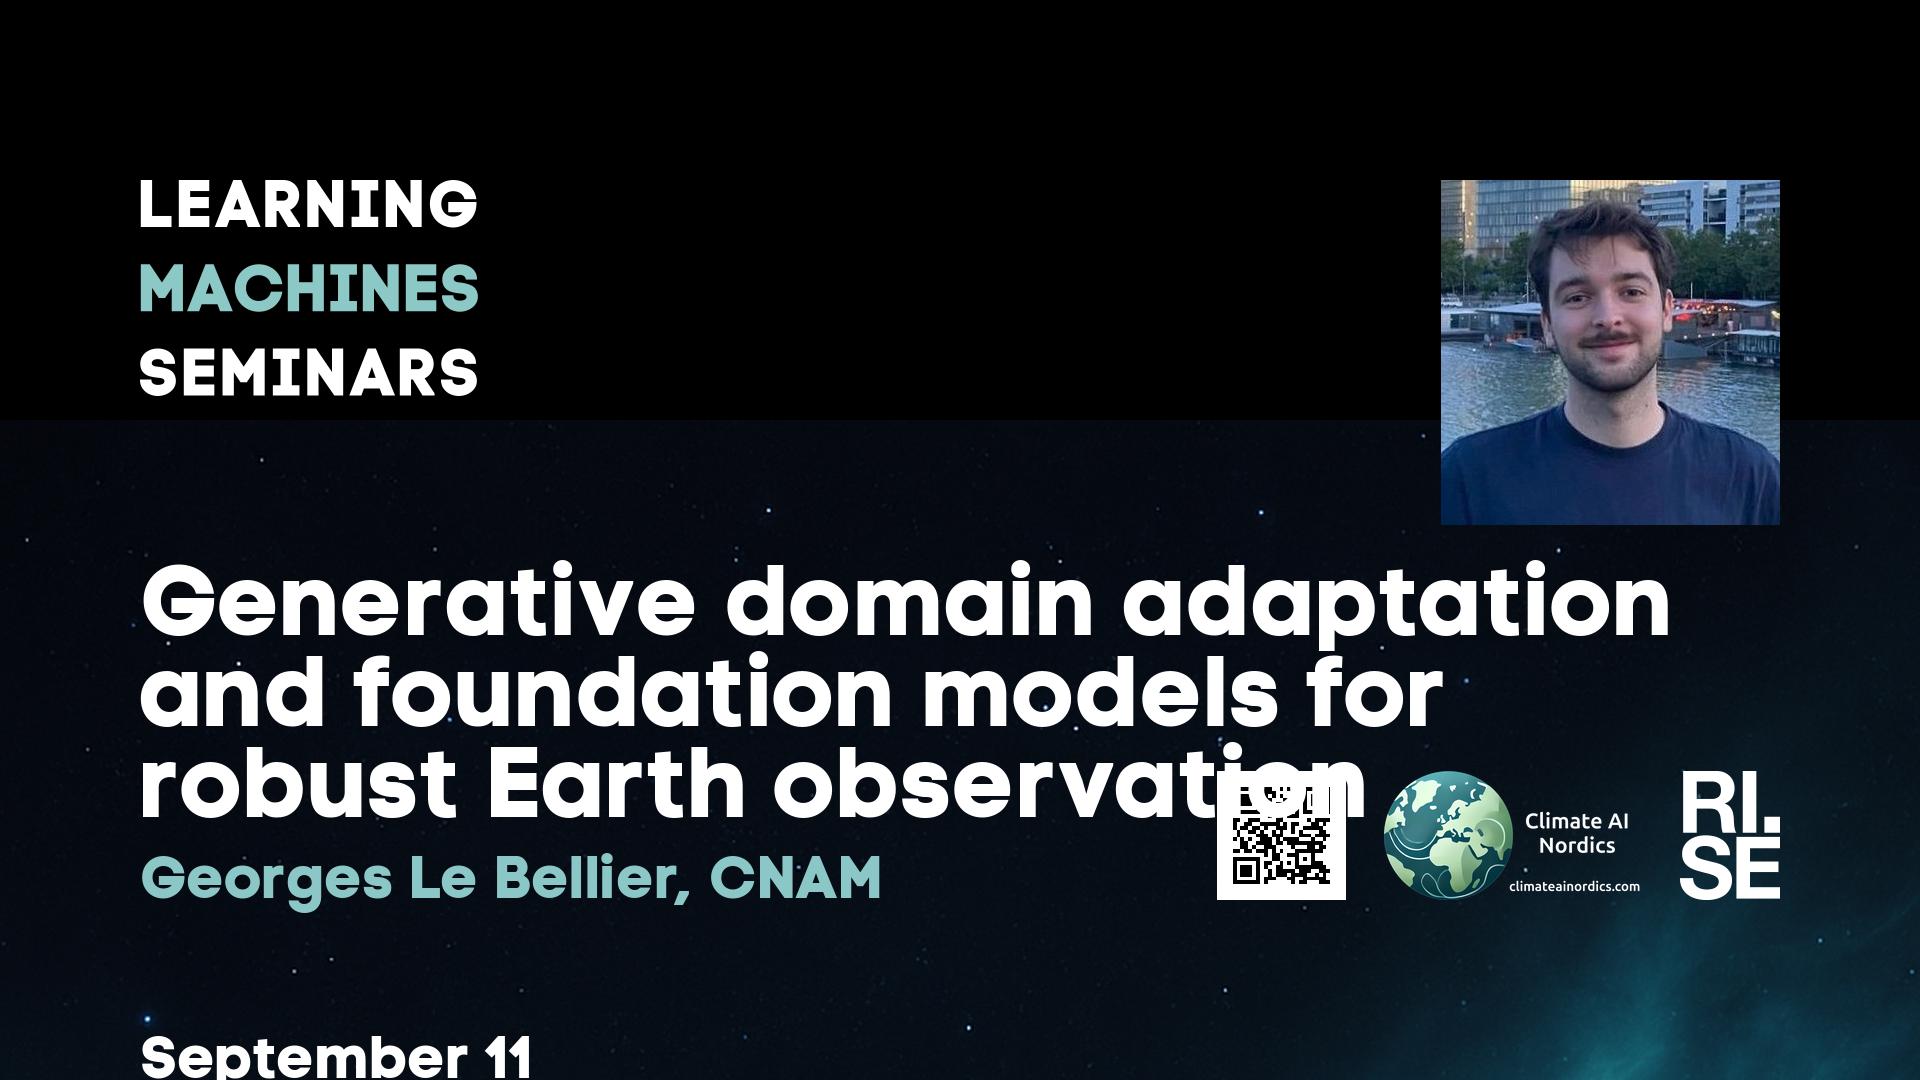 LEARNING
MACHINES
SEMINARS
Generative domain adaptation
and foundation models for
robust Earth observation
Georges Le Bellier, CNAM
Climate AI
Nordics
climateainordics.com
RI.
SE
September 11